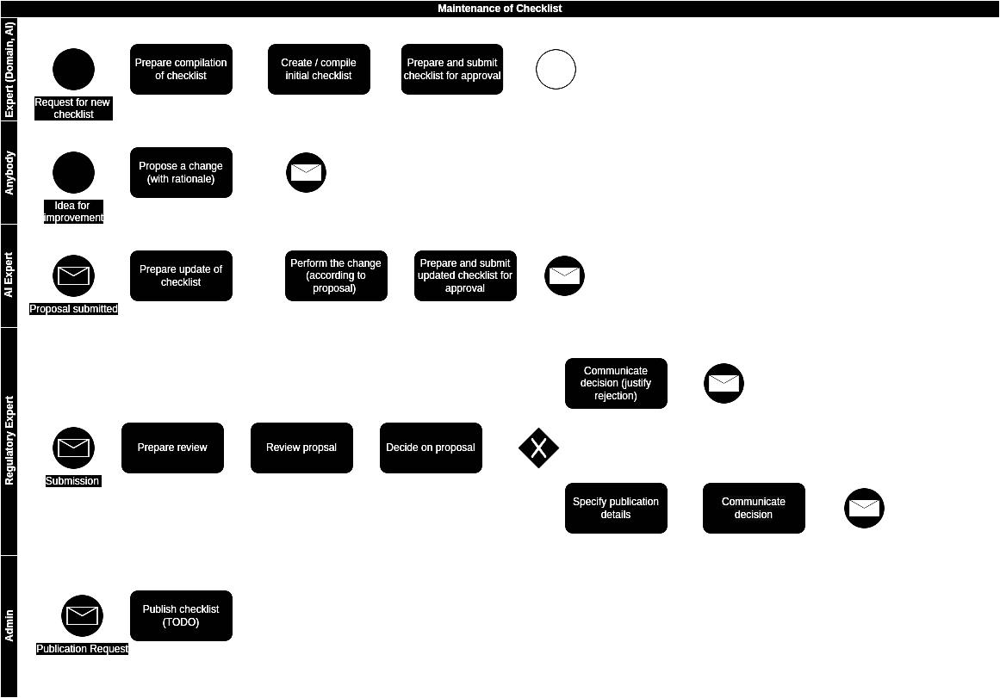 Maintenance of Checklist
Expert (Domain, AI)
Request for new
checklist
Prepare compilation
of checklist
Create / compile
initial checklist
Prepare and submit
checklist for approval
Anybody
Idea for
improvement
Propose a change
(with rationale)
AI Expert
Proposal submitted
Prepare update of
checklist
Perform the change
(according to
proposal)
Prepare and submit
updated checklist for
approval
Regulatory Expert
Submission
Prepare review
Review propsal
Decide on proposal
X
Communicate
decision (justify
rejection)
Specify publication
details
Communicate
decision
Admin
Publication Request
Publish checklist
(TODO)